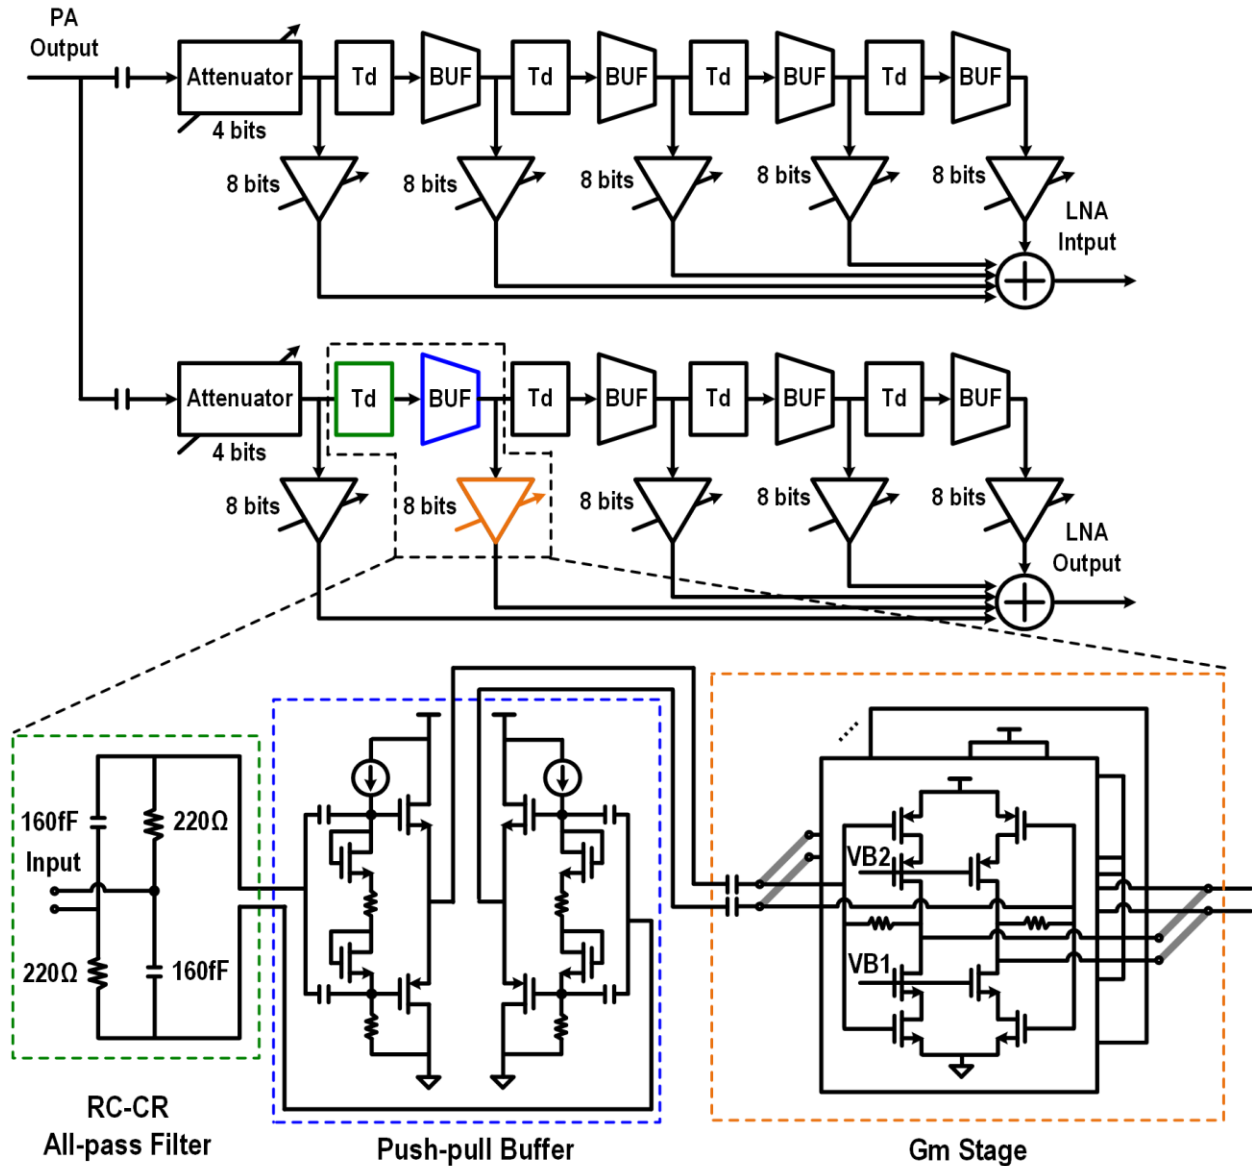 PA
Output
Attenuator
Td
BUF
Td
BUF
Td
BUF
Td
BUF
4 bits
8 bits
8 bits
8 bits
8 bits
8 bits
LNA
Intput
Attenuator
Td
BUF
Td
BUF
Td
BUF
Td
BUF
4 bits
8 bits
8 bits
8 bits
8 bits
8 bits
LNA
Output
160fF
220Ω
Input
220Ω
160fF
VB2
VB1
RC-CR
All-pass Filter
Push-pull Buffer
Gm Stage